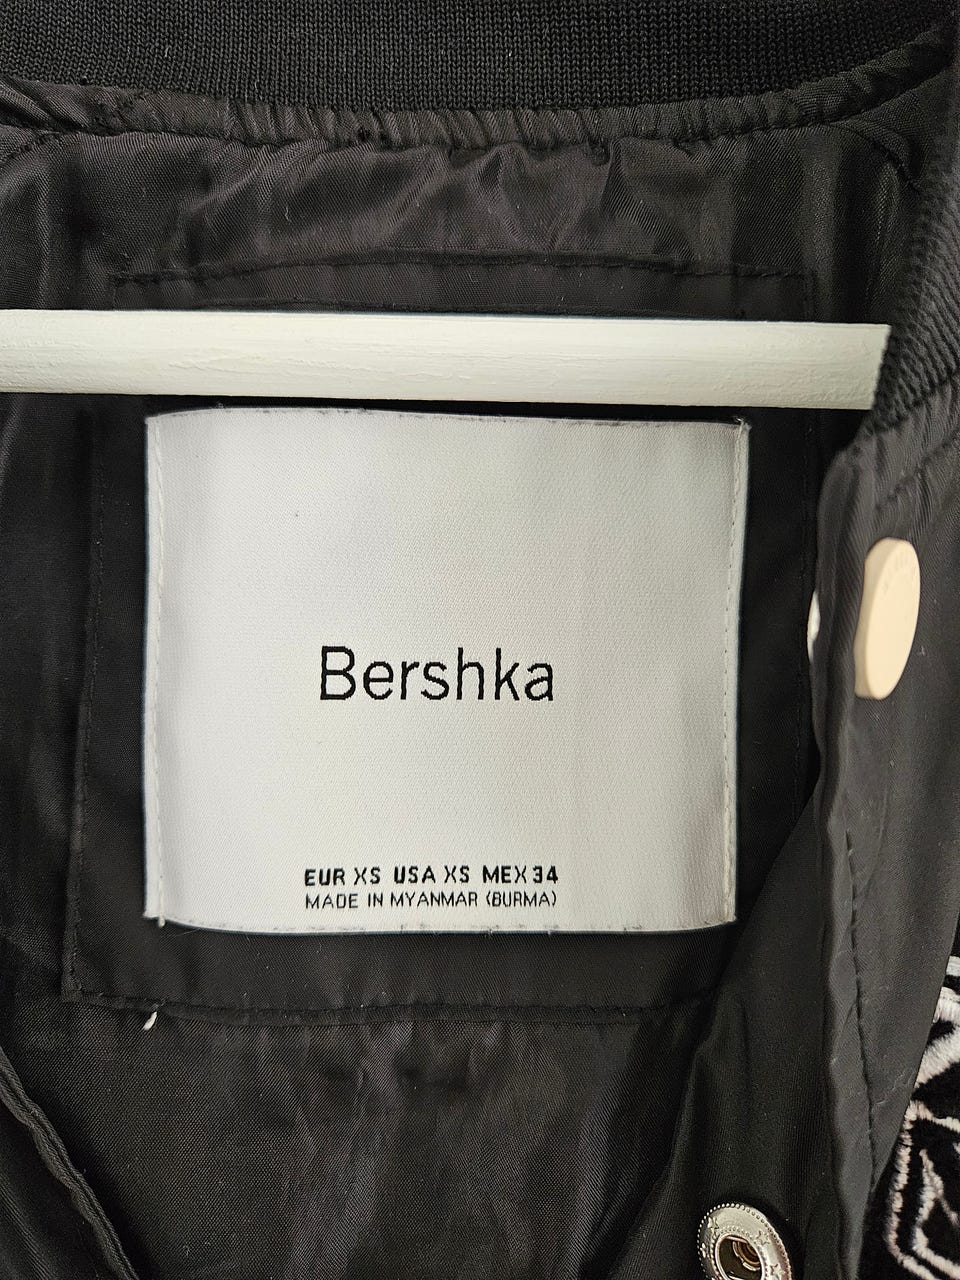 Bershka
EUR XS USA XS MEX 34
MADE IN MYANMAR (BURMA)